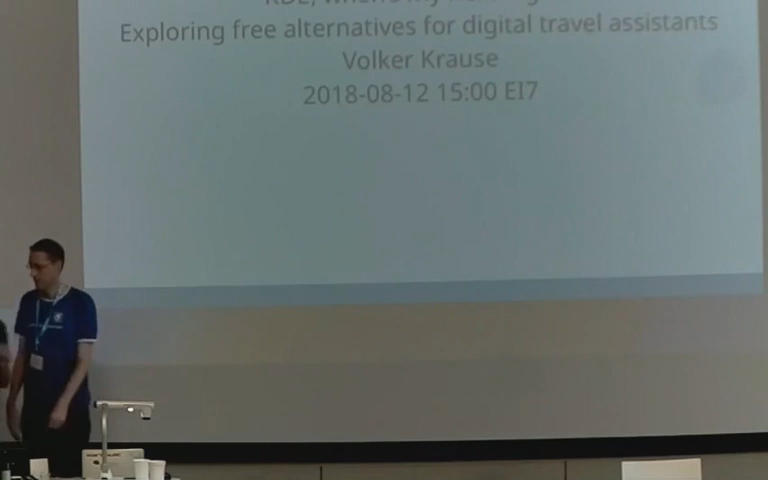 Exploring free alternatives for digital travel assistants
Volker Krause
2018-08-12 15:00 EI7